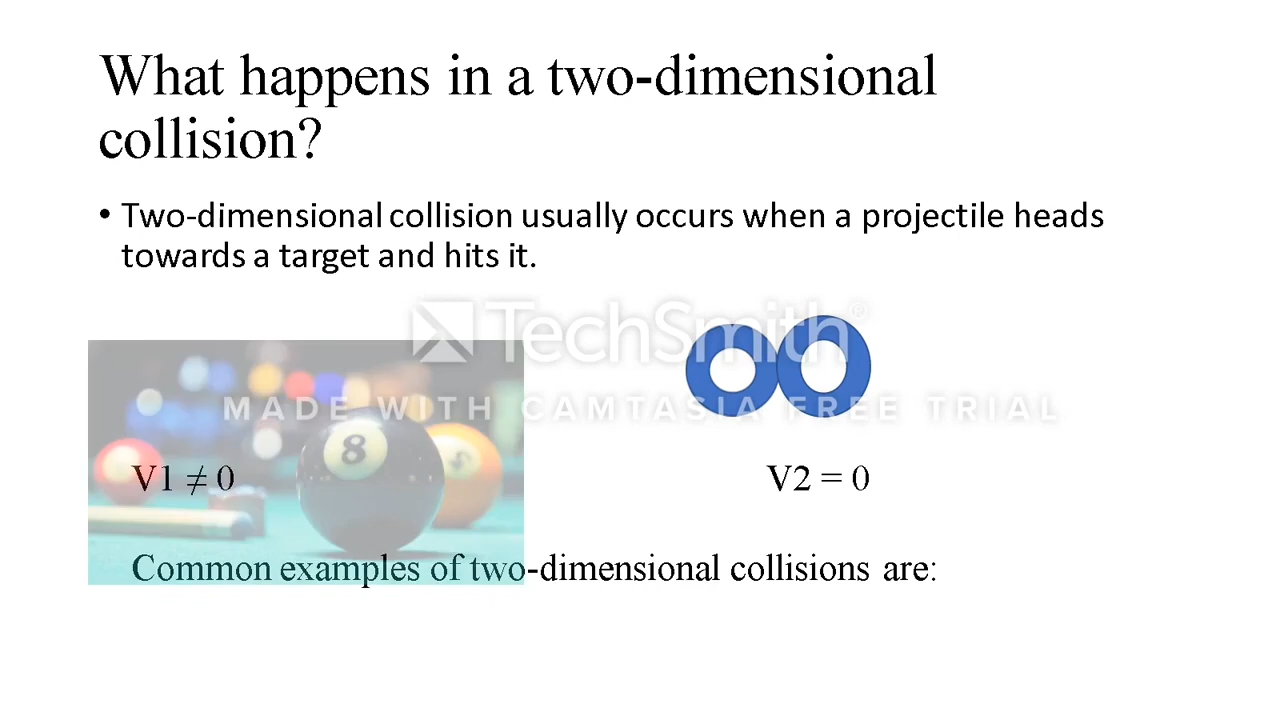 What happens in a two-dimensional
collision?
• Two-dimensional collision usually occurs when a projectile heads
towards a target and hits it.
TechSmith®
MADE WITH CAMTASIA FREE TRIAL
8
V1 ≠ 0
V2 = 0
Common examples of two-dimensional collisions are: